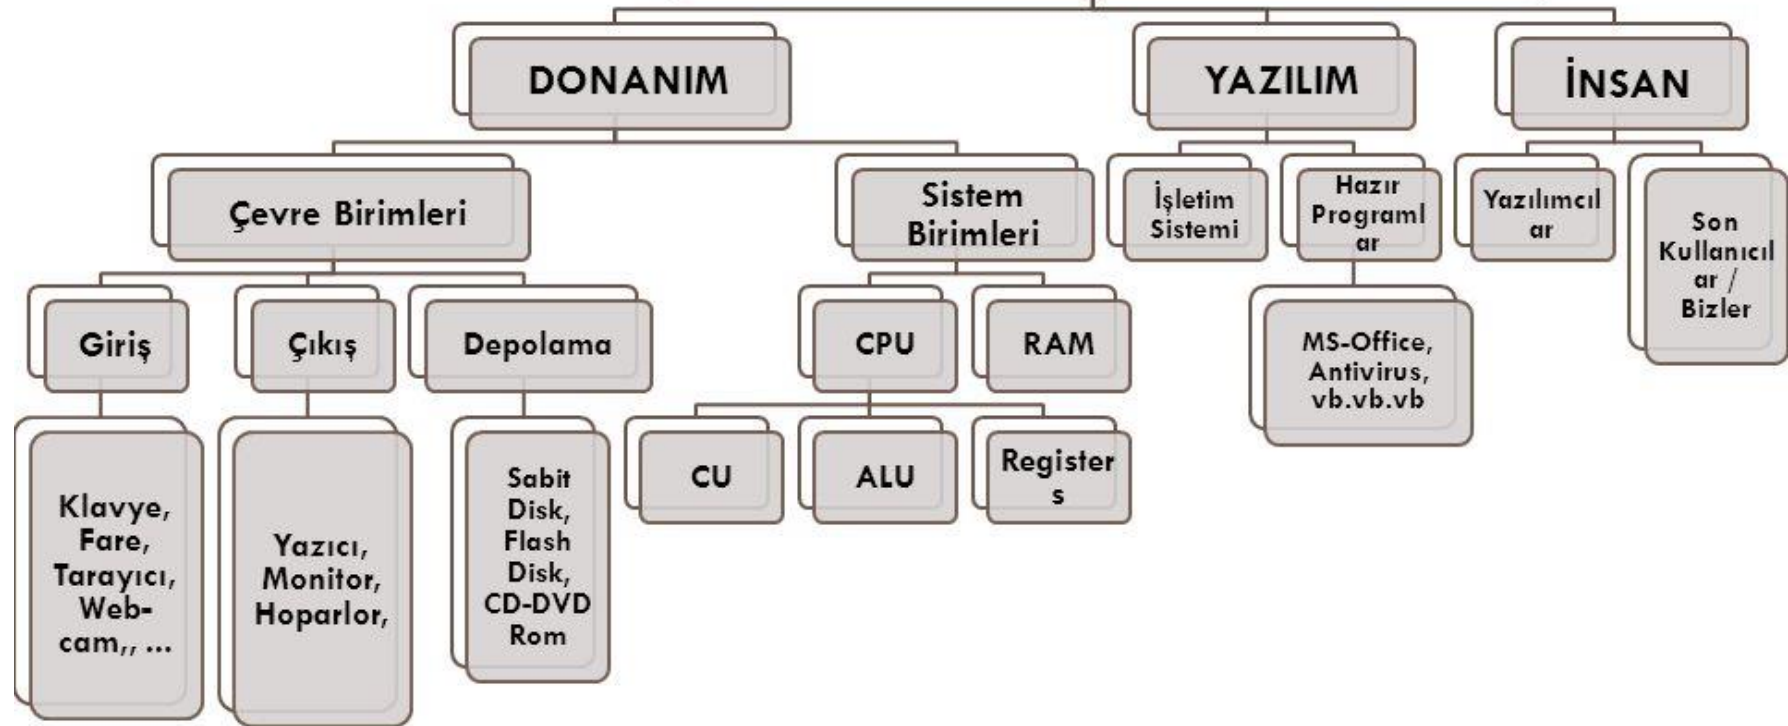 DONANIM
YAZILIM
İNSAN
Çevre Birimleri
Sistem
Birimleri
İşletim
Sistemi
Hazır
Programl
ar
Yazılımcıl
ar
Son
Kullanıcıl
ar /
Bizler
Giriş
Çıkış
Depolama
CPU
RAM
MS-Office,
Antivirus,
vb.vb.vb
Klavye,
Fare,
Tarayıcı,
Web-
cam,, ...
Yazıcı,
Monitor,
Hoparlor,
Sabit
Disk,
Flash
Disk,
CD-DVD
Rom
CU
ALU
Register
s